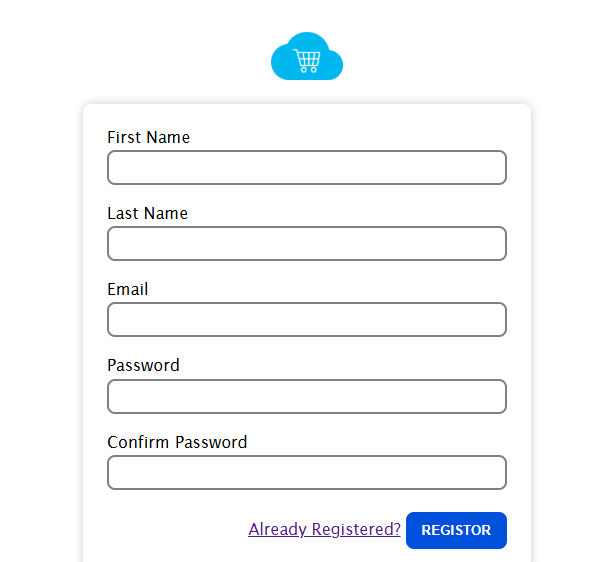 First Name
Last Name
Email
Password
Confirm Password
Already Registered? REGISTOR